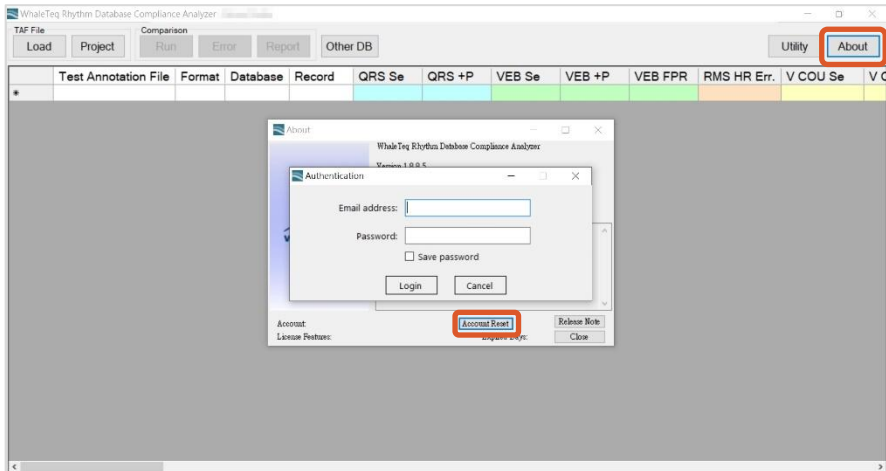 WhaleTeq Rhythm Database Compliance Analyzer
TAF File
Comparison
Load Project Run Error Report Other DB Utility About
Test Annotation File Format Database Record QRS Se QRS +P VEB Se VEB +P VEB FPR RMS HR Err. V COU Se V C
About
WhaleTeq Rhythm Database Compliance Analyzer
Authentication
Email address:
Password:
Save password
Login Cancel
Account: Account Reset Release Note
License Features: Close